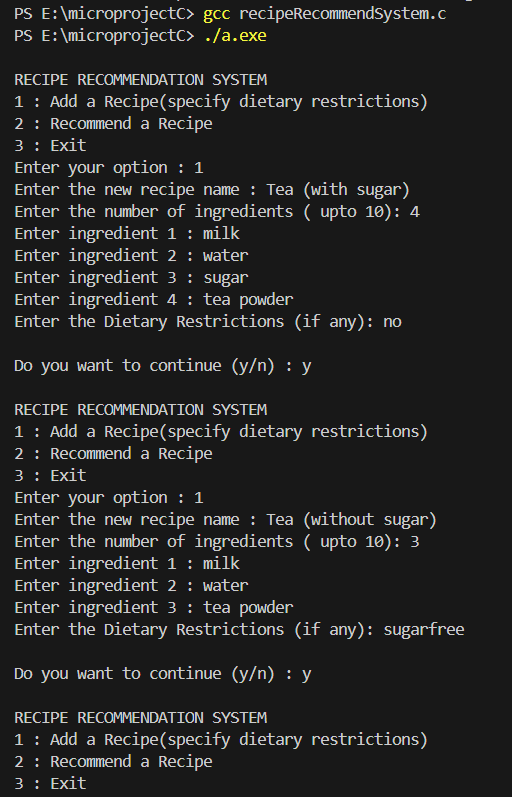 PS E:\microprojectC> gcc recipeRecommendSystem.c
PS E:\microprojectC> ./a.exe
RECIPE RECOMMENDATION SYSTEM
1 : Add a Recipe(specify dietary restrictions)
2 : Recommend a Recipe
3 : Exit
Enter your option : 1
Enter the new recipe name : Tea (with sugar)
Enter the number of ingredients ( upto 10): 4
Enter ingredient 1 : milk
Enter ingredient 2 : water
Enter ingredient 3 : sugar
Enter ingredient 4 : tea powder
Enter the Dietary Restrictions (if any): no
Do you want to continue (y/n) : y
RECIPE RECOMMENDATION SYSTEM
1 : Add a Recipe(specify dietary restrictions)
2 : Recommend a Recipe
3 : Exit
Enter your option : 1
Enter the new recipe name : Tea (without sugar)
Enter the number of ingredients ( upto 10): 3
Enter ingredient 1 : milk
Enter ingredient 2 : water
Enter ingredient 3 : tea powder
Enter the Dietary Restrictions (if any): sugarfree
Do you want to continue (y/n) : y
RECIPE RECOMMENDATION SYSTEM
1 : Add a Recipe(specify dietary restrictions)
2 : Recommend a Recipe
3 : Exit